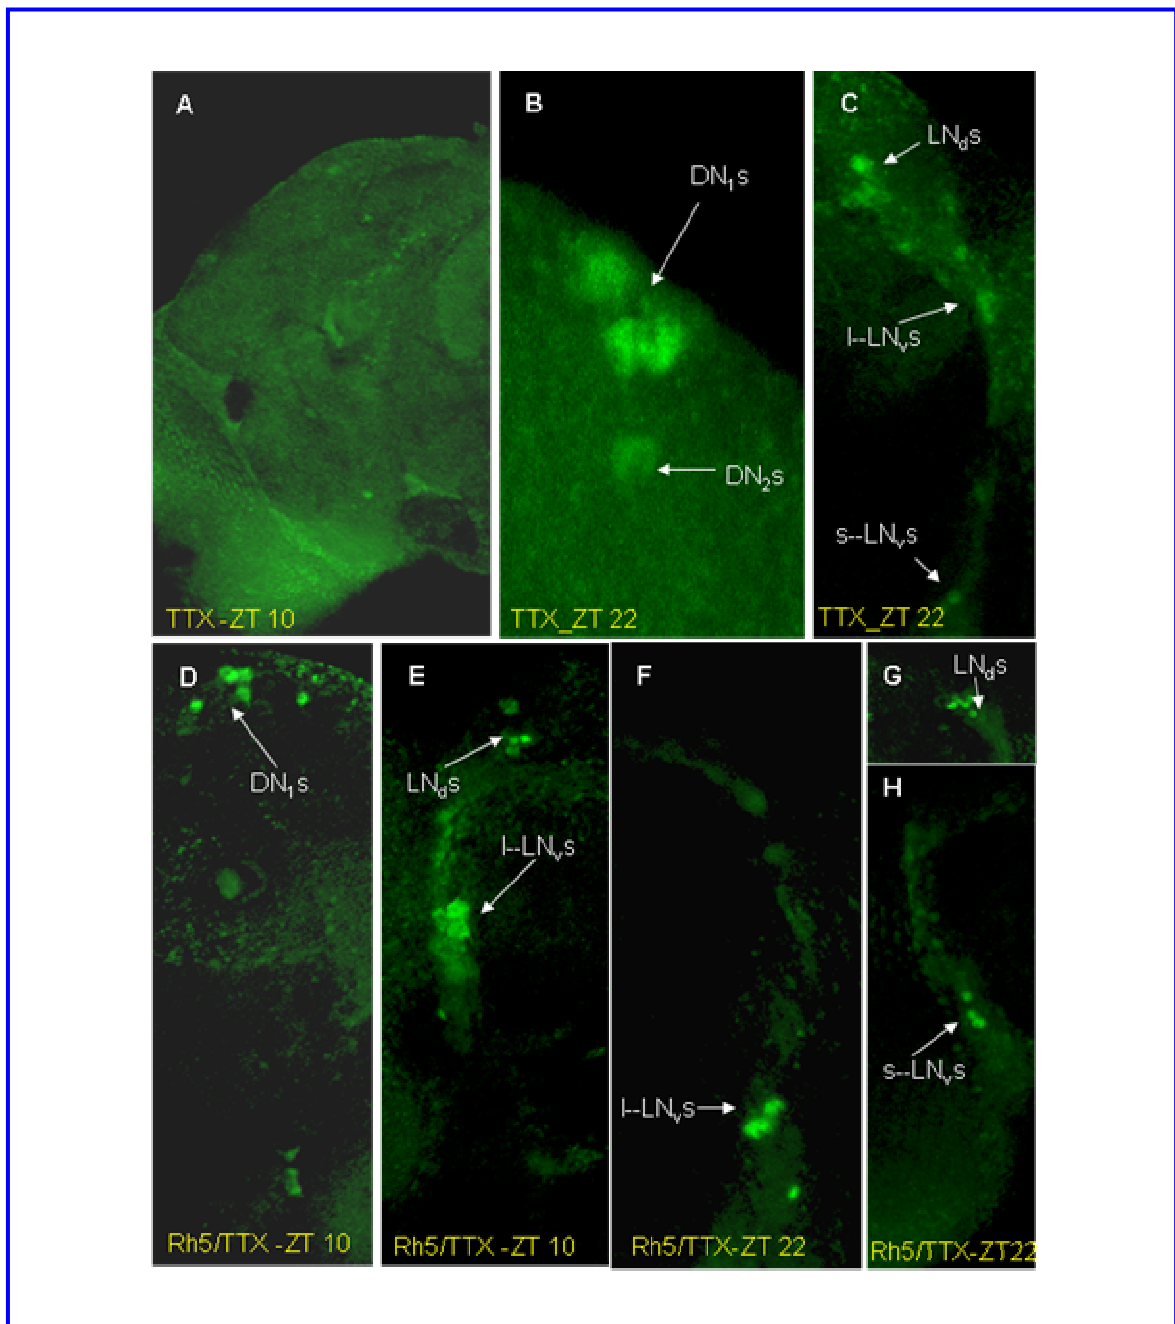 A
TTX -ZT 10
B
DN₁s
DN₂s
TTX_ZT 22
C
LNds
l--LNvs
s--LNvs
TTX_ZT 22
D
DN₁s
Rh5/TTX -ZT 10
E
LNds
l--LNvs
Rh5/TTX -ZT 10
F
l--LNvs
Rh5/TTX-ZT 22
G
LNds
H
s--LNvs
Rh5/TTX-ZT22